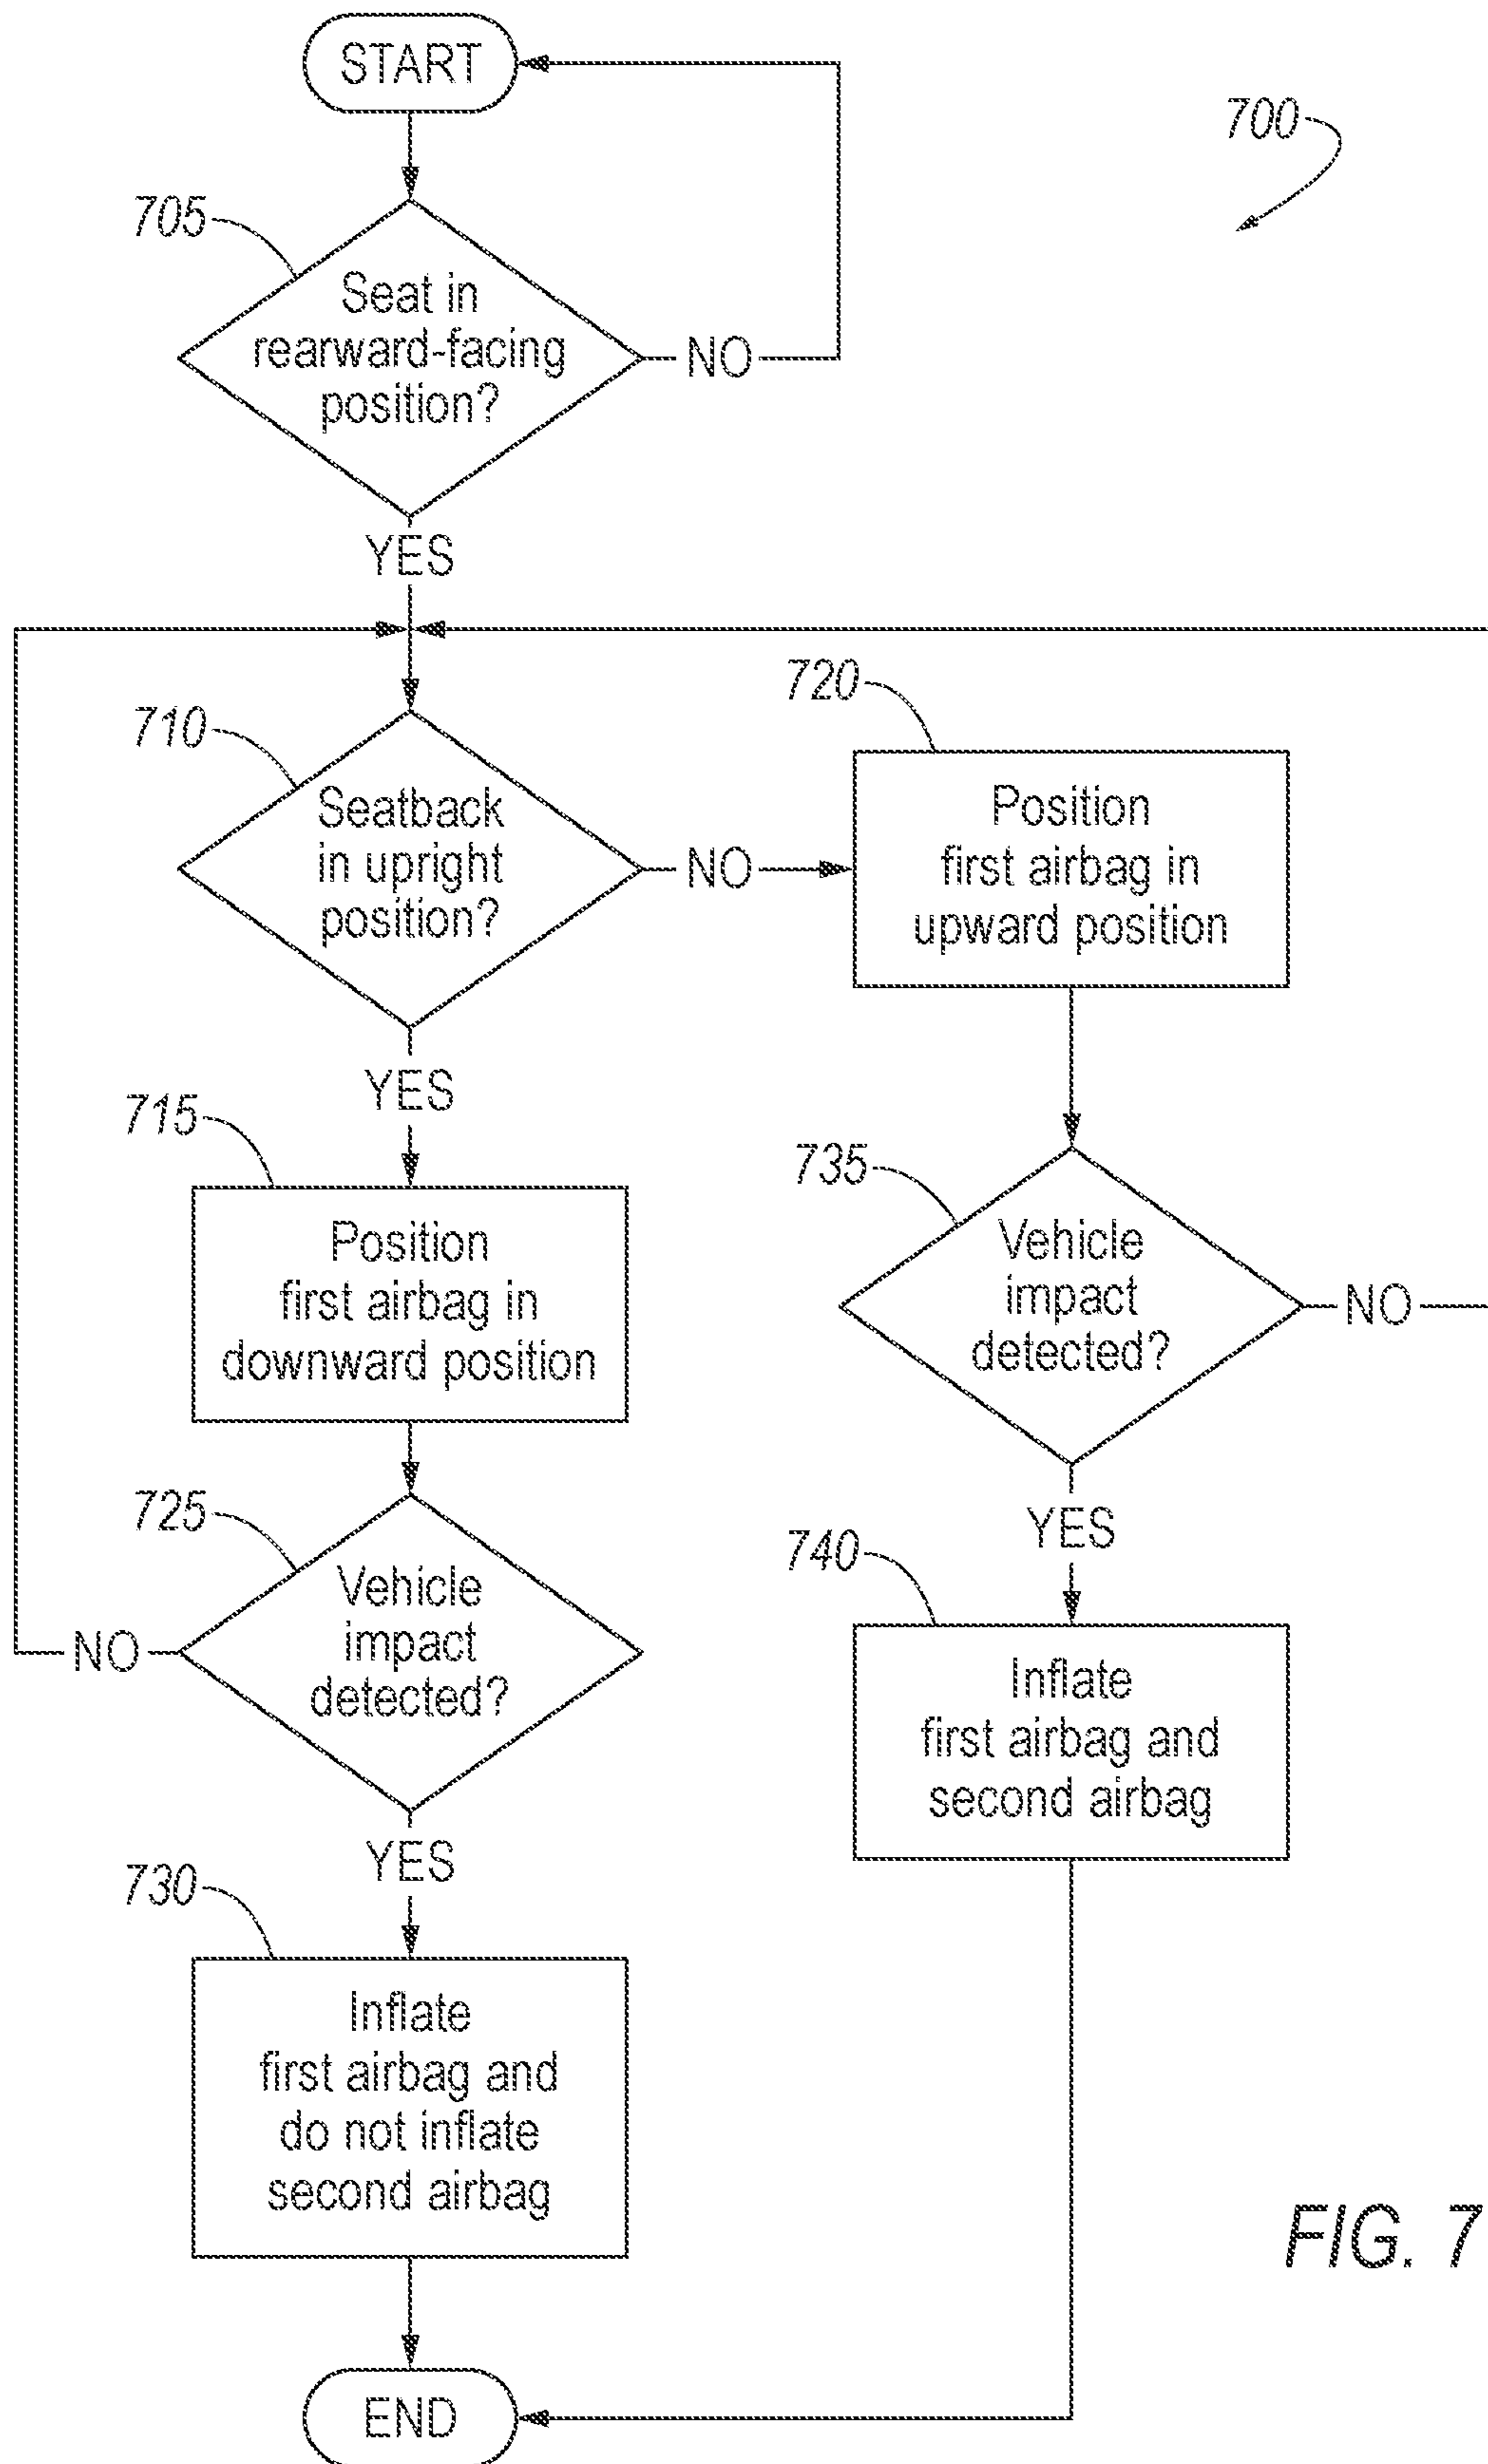 START
700
705
Seat in
rearward-facing
position?
NO
YES
710
Seatback
in upright
position?
NO
720
Position
first airbag in
upward position
YES
715
Position
first airbag in
downward position
735
Vehicle
impact
detected?
NO
725
Vehicle
impact
detected?
NO
YES
740
Inflate
first airbag and
second airbag
YES
730
Inflate
first airbag and
do not inflate
second airbag
END
FIG. 7